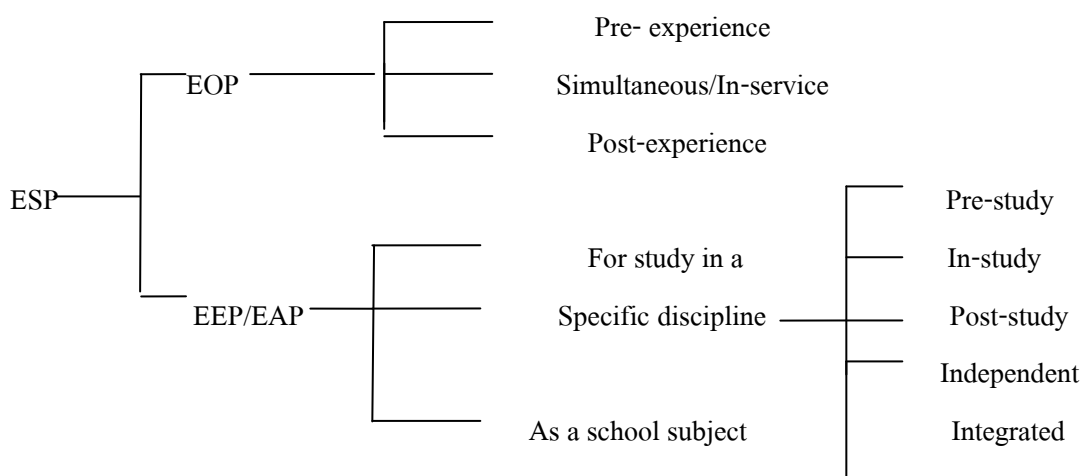 Pre- experience
EOP
Simultaneous/In-service
Post-experience
ESP
Pre-study
For study in a
In-study
EEP/EAP
Specific discipline
Post-study
Independent
As a school subject
Integrated